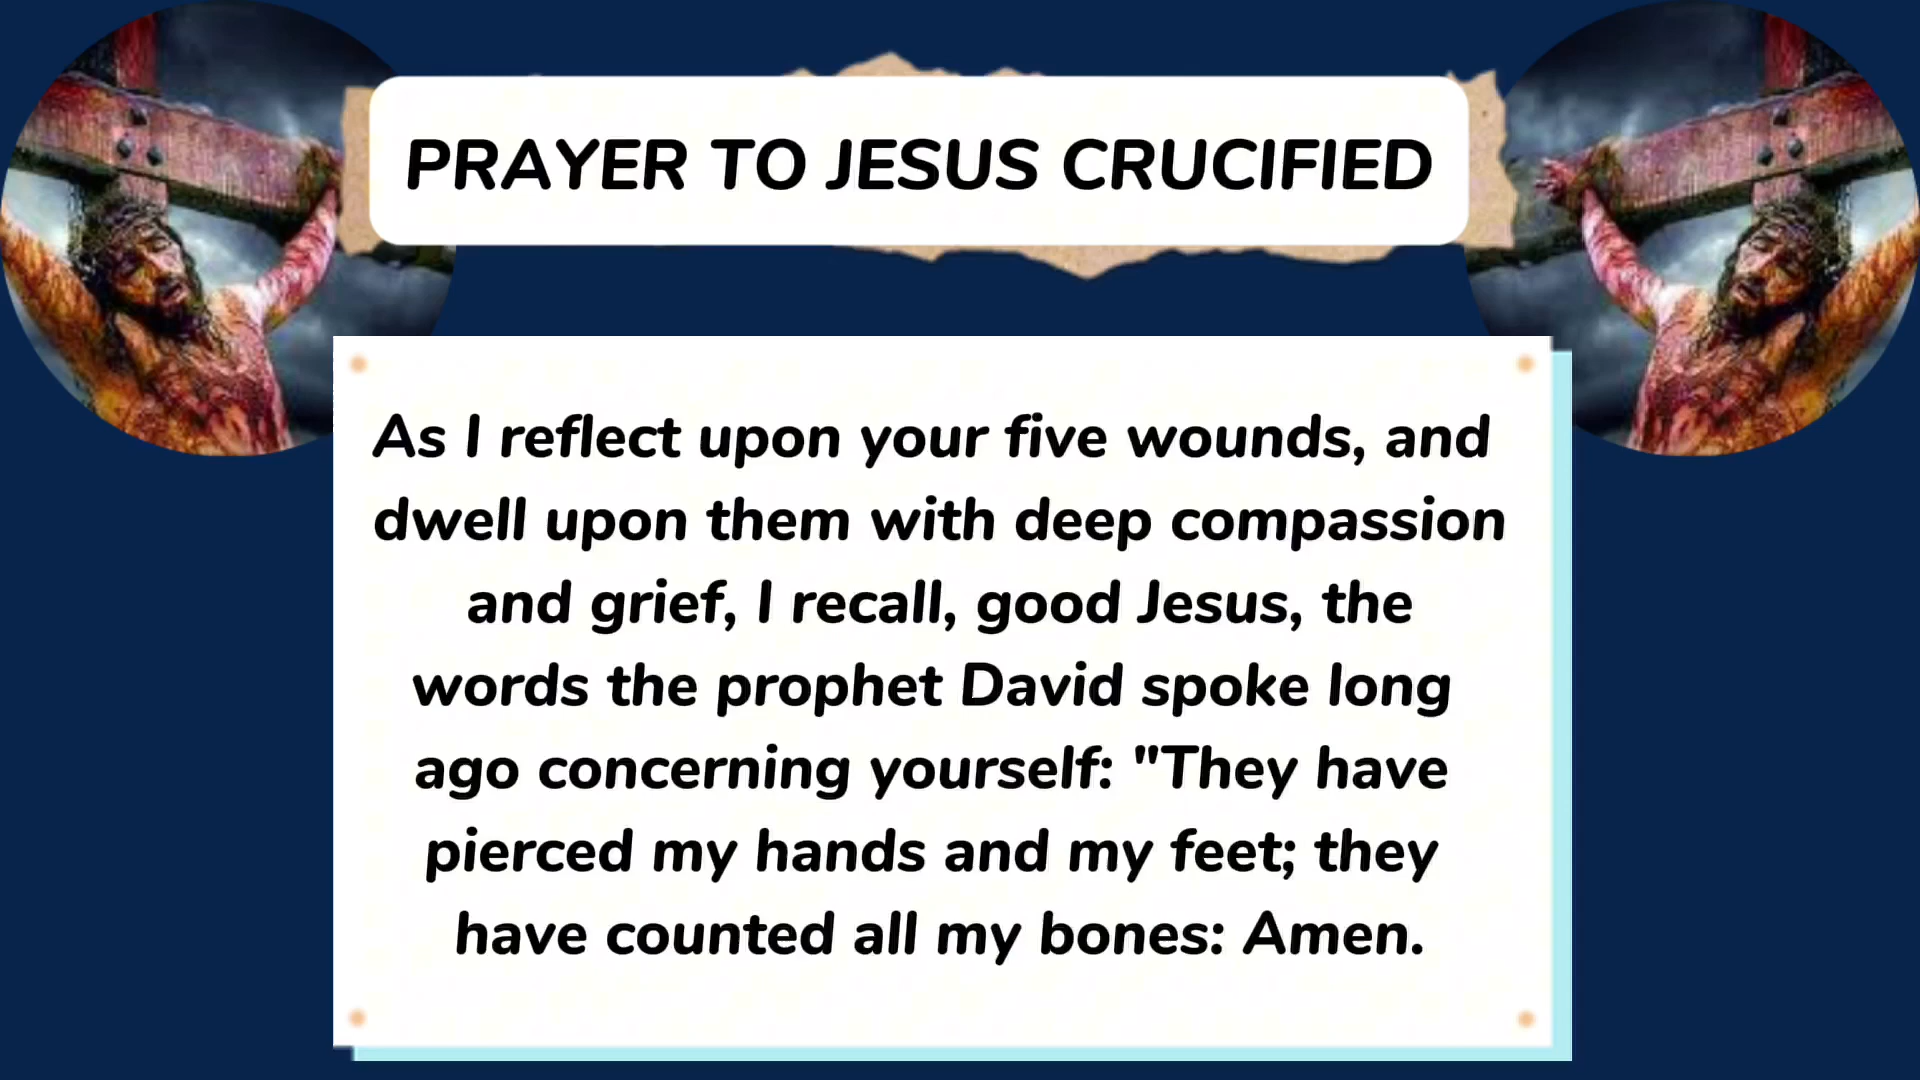 PRAYER TO JESUS CRUCIFIED
As I reflect upon your five wounds, and
dwell upon them with deep compassion
and grief, I recall, good Jesus, the
words the prophet David spoke long
ago concerning yourself: "They have
pierced my hands and my feet; they
have counted all my bones: Amen.